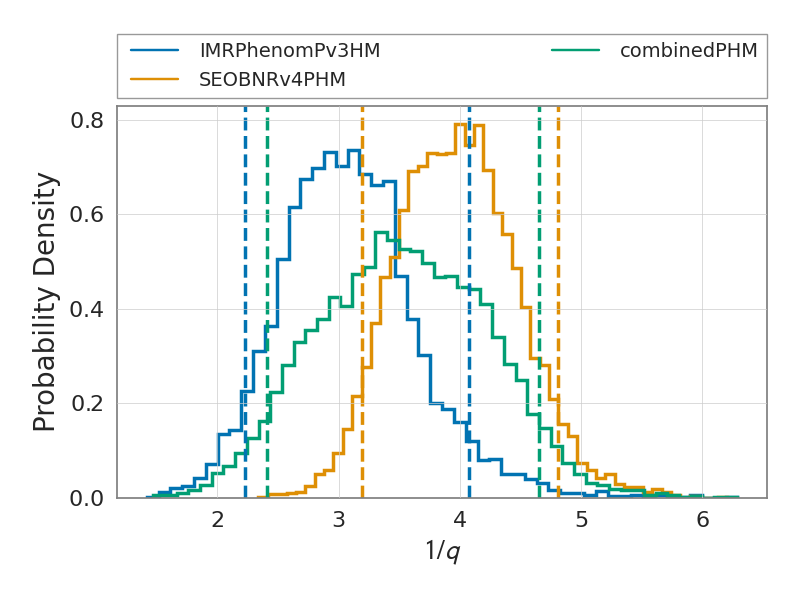 IMRPhenomPv3HM
combinedPHM
SEOBNRv4PHM
0.8
0.6
0.4
0.2
0.0
Probability Density
2 3 4 5 6
1/q